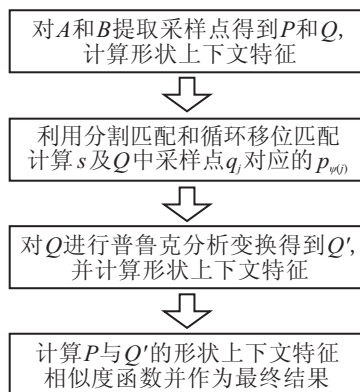 对A和B提取采样点得到P和Q,
计算形状上下文特征
利用分割匹配和循环移位匹配
计算s及Q中采样点q_j对应的p_{ψ(j)}
对Q进行普鲁克分析变换得到Q′,
并计算形状上下文特征
计算P与Q′的形状上下文特征
相似度函数并作为最终结果